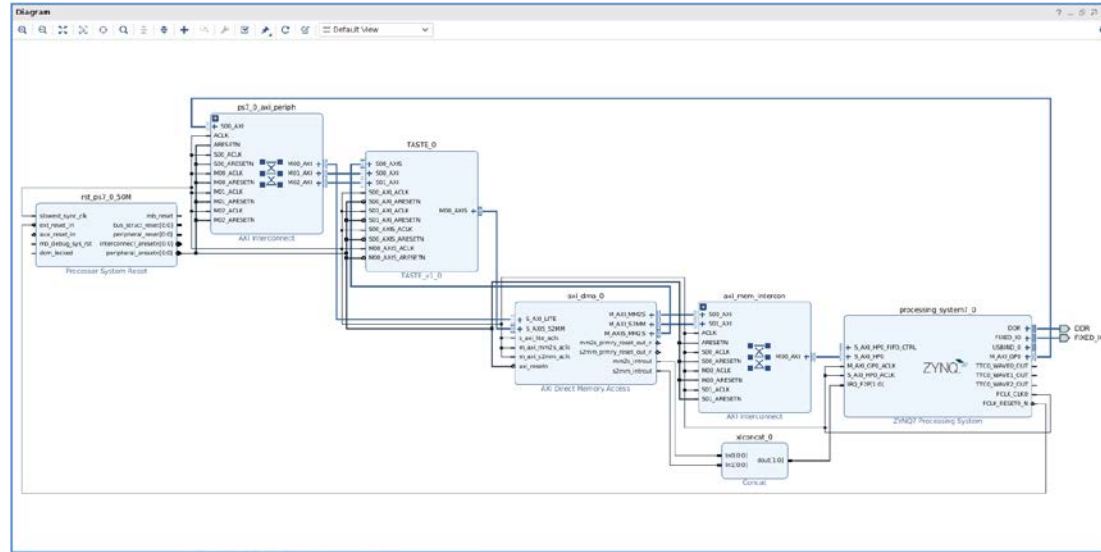 Diagram
Default View
ps7_0_axi_periph
S00_AXI
ACLK
ARESETN
S00_ACLK
S00_ARESETN
M00_ACLK
M00_ARESETN
M01_ACLK
M01_ARESETN
M02_ACLK
M02_ARESETN
M00_AXI
M01_AXI
M02_AXI
AXI Interconnect
TASTE_0
S00_AXIS
S00_AXI
S01_AXI
S00_AXI_ACLK
S00_AXI_ARESETN
S01_AXI_ACLK
S01_AXI_ARESETN
S00_AXIS_ACLK
S00_AXIS_ARESETN
M00_AXIS_ACLK
M00_AXIS_ARESETN
M00_AXIS
TASTE_v1_0
rst_ps7_0_50M
slowest_sync_clk
ext_reset_in
aux_reset_in
mb_debug_sys_rst
dcm_locked
mb_reset
bus_struct_reset[0:0]
peripheral_reset[0:0]
interconnect_aresetn[0:0]
peripheral_aresetn[0:0]
Processor System Reset
axi_dma_0
S_AXI_LITE
S_AXIS_S2MM
s_axi_lite_aclk
m_axi_mm2s_aclk
m_axi_s2mm_aclk
axi_resetn
M_AXI_MM2S
M_AXI_S2MM
M_AXIS_MM2S
mm2s_prmry_reset_out_n
s2mm_prmry_reset_out_n
mm2s_introut
s2mm_introut
AXI Direct Memory Access
axi_mem_intercon
S00_AXI
S01_AXI
ACLK
ARESETN
S00_ACLK
S00_ARESETN
M00_ACLK
M00_ARESETN
S01_ACLK
S01_ARESETN
M00_AXI
AXI Interconnect
processing_system7_0
S_AXI_HP0_FIFO_CTRL
S_AXI_HP0
M_AXI_GP0_ACLK
S_AXI_HP0_ACLK
IRQ_F2P[1:0]
ZYNQ
DDR
FIXED_IO
USBIND_0
M_AXI_GP0
TTC0_WAVE0_OUT
TTC0_WAVE1_OUT
TTC0_WAVE2_OUT
FCLK_CLK0
FCLK_RESET0_N
ZYNQ7 Processing System
DDR
xlconcat_0
In0[0:0]
In1[0:0]
dout[1:0]
Concat